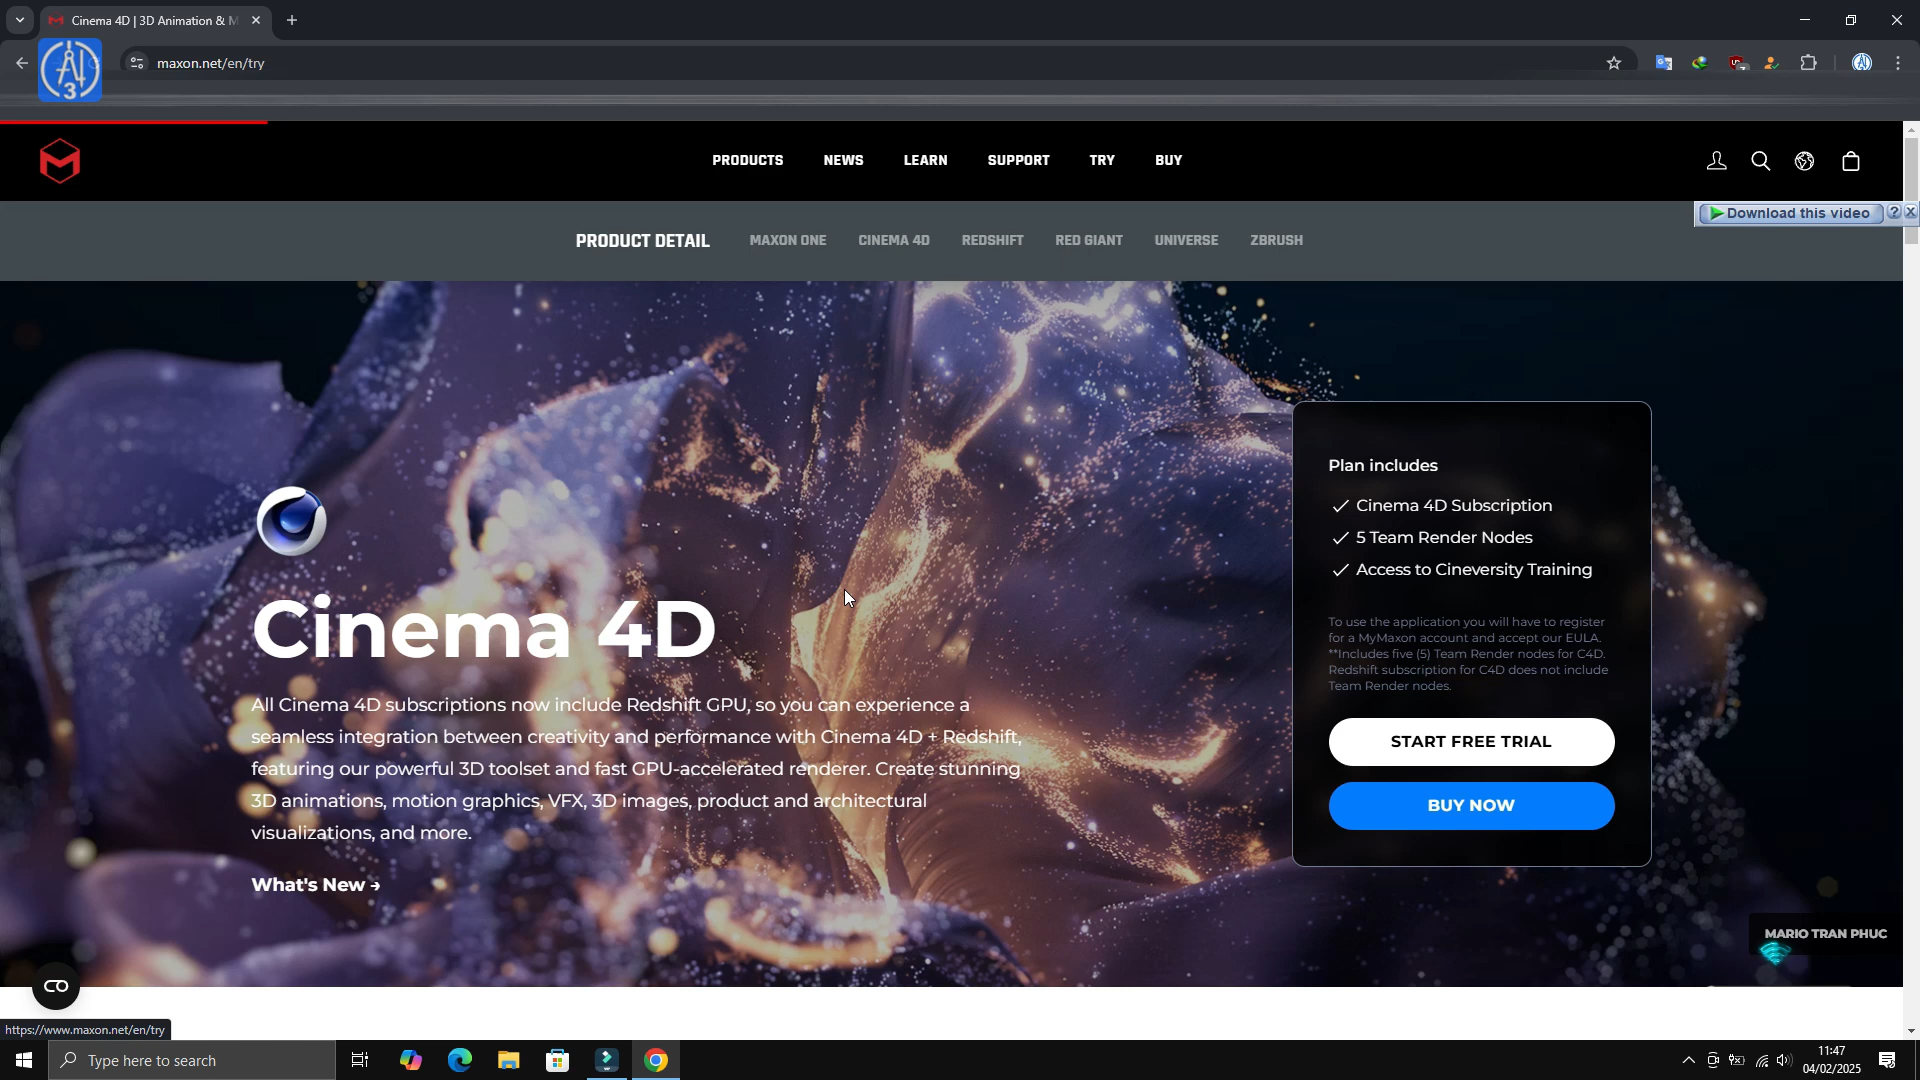 Cinema 4D | 3D Animation & M
maxon.net/en/try
PRODUCTS NEWS LEARN SUPPORT TRY BUY
Download this video
PRODUCT DETAIL MAXON ONE CINEMA 4D REDSHIFT RED GIANT UNIVERSE ZBRUSH
Cinema 4D
All Cinema 4D subscriptions now include Redshift GPU, so you can experience a
seamless integration between creativity and performance with Cinema 4D + Redshift,
featuring our powerful 3D toolset and fast GPU-accelerated renderer. Create stunning
3D animations, motion graphics, VFX, 3D images, product and architectural
visualizations, and more.
What's New →
Plan includes
Cinema 4D Subscription
5 Team Render Nodes
Access to Cineversity Training
To use the application you will have to register
for a MyMaxon account and accept our EULA.
**Includes five (5) Team Render nodes for C4D.
Redshift subscription for C4D does not include
Team Render nodes.
START FREE TRIAL
BUY NOW
MARIO TRAN PHUC
https://www.maxon.net/en/try
Type here to search
11:47
04/02/2025